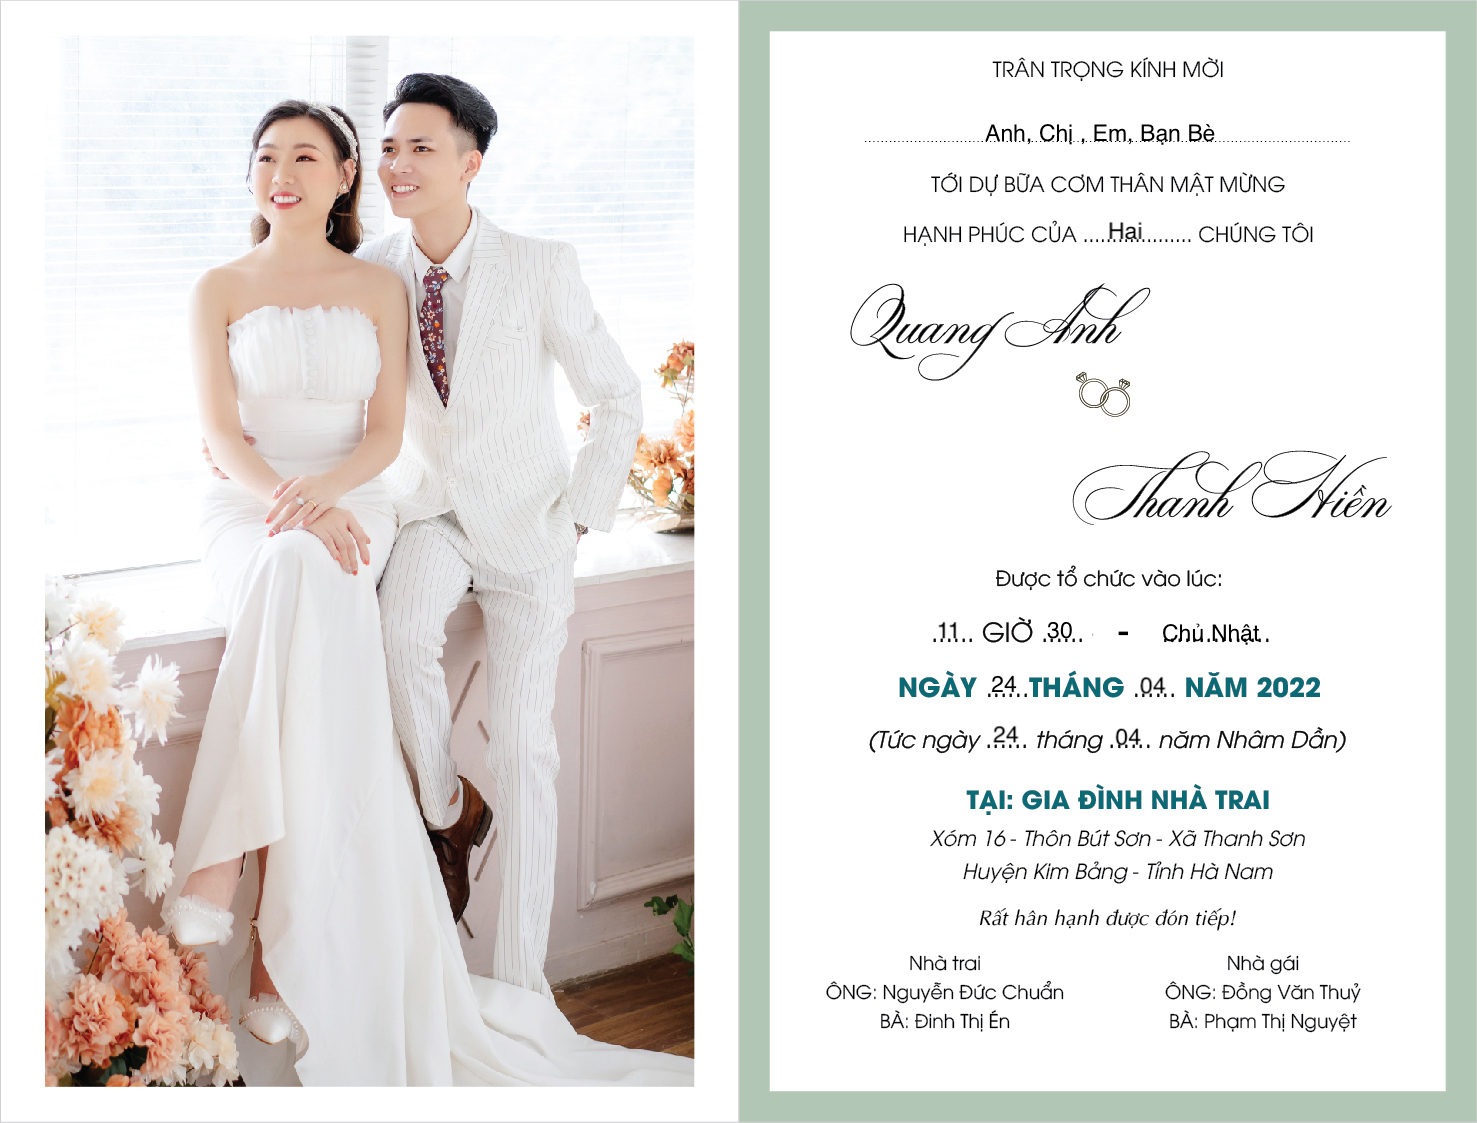 TRÂN TRỌNG KÍNH MỜI
Anh, Chị , Em, Bạn Bè
TỚI DỰ BỮA CƠM THÂN MẬT MỪNG
HẠNH PHÚC CỦA ...Hai... CHÚNG TÔI
Quang Anh
Thanh Hiền
Được tổ chức vào lúc:
11 GIỜ 30 - Chủ Nhật
NGÀY 24 THÁNG 04 NĂM 2022
(Tức ngày 24 tháng 04 năm Nhâm Dần)
TẠI: GIA ĐÌNH NHÀ TRAI
Xóm 16 - Thôn Bút Sơn - Xã Thanh Sơn
Huyện Kim Bảng - Tỉnh Hà Nam
Rất hân hạnh được đón tiếp!
Nhà trai
ÔNG: Nguyễn Đức Chuẩn
BÀ: Đinh Thị Én
Nhà gái
ÔNG: Đồng Văn Thuỷ
BÀ: Phạm Thị Nguyệt